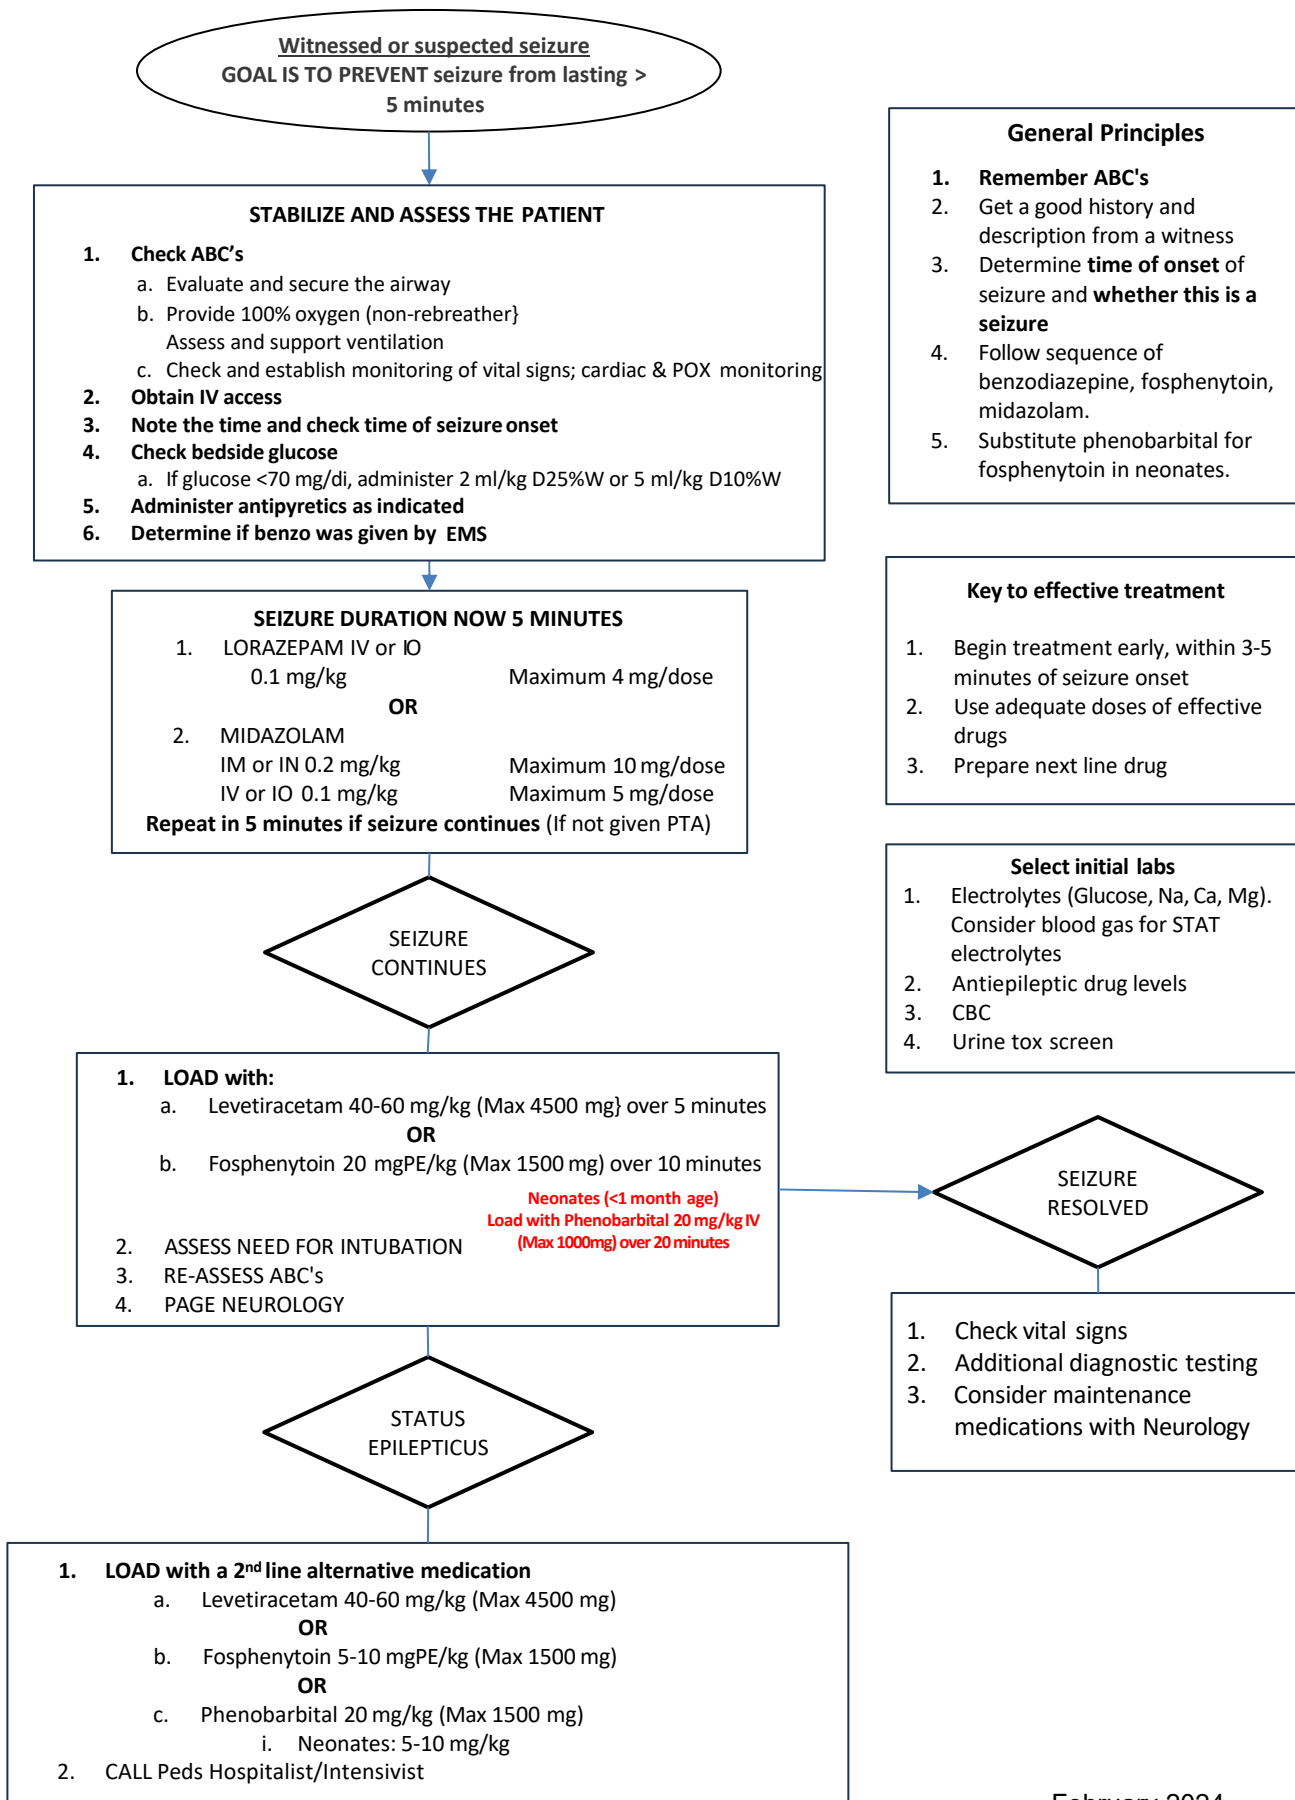 Witnessed or suspected seizure
GOAL IS TO PREVENT seizure from lasting >
5 minutes
STABILIZE AND ASSESS THE PATIENT
1. Check ABC’s
a. Evaluate and secure the airway
b. Provide 100% oxygen (non-rebreather}
Assess and support ventilation
c. Check and establish monitoring of vital signs; cardiac & POX monitoring
2. Obtain IV access
3. Note the time and check time of seizure onset
4. Check bedside glucose
a. If glucose <70 mg/di, administer 2 ml/kg D25%W or 5 ml/kg D10%W
5. Administer antipyretics as indicated
6. Determine if benzo was given by EMS
SEIZURE DURATION NOW 5 MINUTES
1. LORAZEPAM IV or IO
0.1 mg/kg Maximum 4 mg/dose
OR
2. MIDAZOLAM
IM or IN 0.2 mg/kg Maximum 10 mg/dose
IV or IO 0.1 mg/kg Maximum 5 mg/dose
Repeat in 5 minutes if seizure continues (If not given PTA)
SEIZURE
CONTINUES
1. LOAD with:
a. Levetiracetam 40-60 mg/kg (Max 4500 mg} over 5 minutes
OR
b. Fosphenytoin 20 mgPE/kg (Max 1500 mg) over 10 minutes
Neonates (<1 month age)
Load with Phenobarbital 20 mg/kg IV
(Max 1000mg) over 20 minutes
2. ASSESS NEED FOR INTUBATION
3. RE-ASSESS ABC's
4. PAGE NEUROLOGY
STATUS
EPILEPTICUS
1. LOAD with a 2nd line alternative medication
a. Levetiracetam 40-60 mg/kg (Max 4500 mg)
OR
b. Fosphenytoin 5-10 mgPE/kg (Max 1500 mg)
OR
c. Phenobarbital 20 mg/kg (Max 1500 mg)
i. Neonates: 5-10 mg/kg
2. CALL Peds Hospitalist/Intensivist
General Principles
1. Remember ABC's
2. Get a good history and
description from a witness
3. Determine time of onset of
seizure and whether this is a
seizure
4. Follow sequence of
benzodiazepine, fosphenytoin,
midazolam.
5. Substitute phenobarbital for
fosphenytoin in neonates.
Key to effective treatment
1. Begin treatment early, within 3-5
minutes of seizure onset
2. Use adequate doses of effective
drugs
3. Prepare next line drug
Select initial labs
1. Electrolytes (Glucose, Na, Ca, Mg).
Consider blood gas for STAT
electrolytes
2. Antiepileptic drug levels
3. CBC
4. Urine tox screen
SEIZURE
RESOLVED
1. Check vital signs
2. Additional diagnostic testing
3. Consider maintenance
medications with Neurology
February 2024